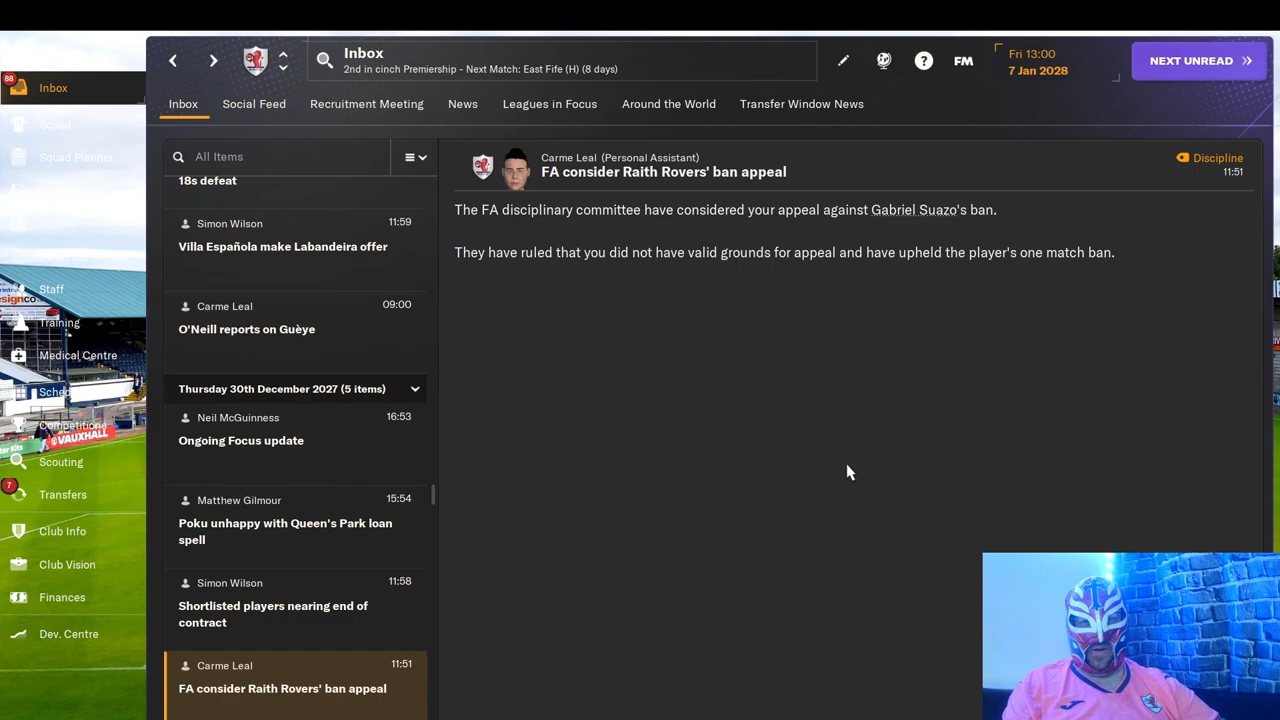 Inbox
2nd in cinch Premiership - Next Match: East Fife (H) (8 days)
FM
Fri 13:00
7 Jan 2028
NEXT UNREAD
88
Inbox
Squad
Squad Planner
Staff
Training
Medical Centre
Sched
Competitions
Scouting
7
Transfers
Club Info
Club Vision
Finances
Dev. Centre
Inbox
Social Feed
Recruitment Meeting
News
Leagues in Focus
Around the World
Transfer Window News
All Items
18s defeat
Simon Wilson 11:59
Villa Española make Labandeira offer
Carme Leal 09:00
O'Neill reports on Guèye
Thursday 30th December 2027 (5 items)
Neil McGuinness 16:53
Ongoing Focus update
Matthew Gilmour 15:54
Poku unhappy with Queen's Park loan
spell
Simon Wilson 11:58
Shortlisted players nearing end of
contract
Carme Leal 11:51
FA consider Raith Rovers' ban appeal
Carme Leal (Personal Assistant)
FA consider Raith Rovers' ban appeal
Discipline
11:51
The FA disciplinary committee have considered your appeal against Gabriel Suazo's ban.
They have ruled that you did not have valid grounds for appeal and have upheld the player's one match ban.
VAUXHALL